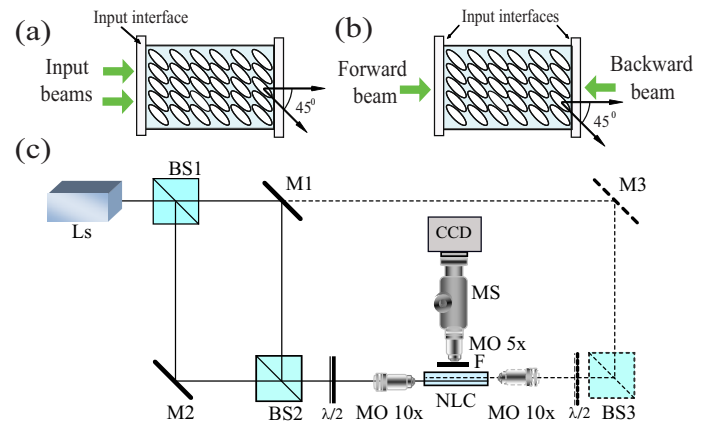 (a)
Input interface
Input
beams
45⁰
(b)
Input interfaces
Forward
beam
Backward
beam
45⁰
(c)
BS1
M1
M3
Ls
CCD
MS
MO 5x
F
M2
BS2
λ/2
MO 10x
NLC
MO 10x
λ/2
BS3